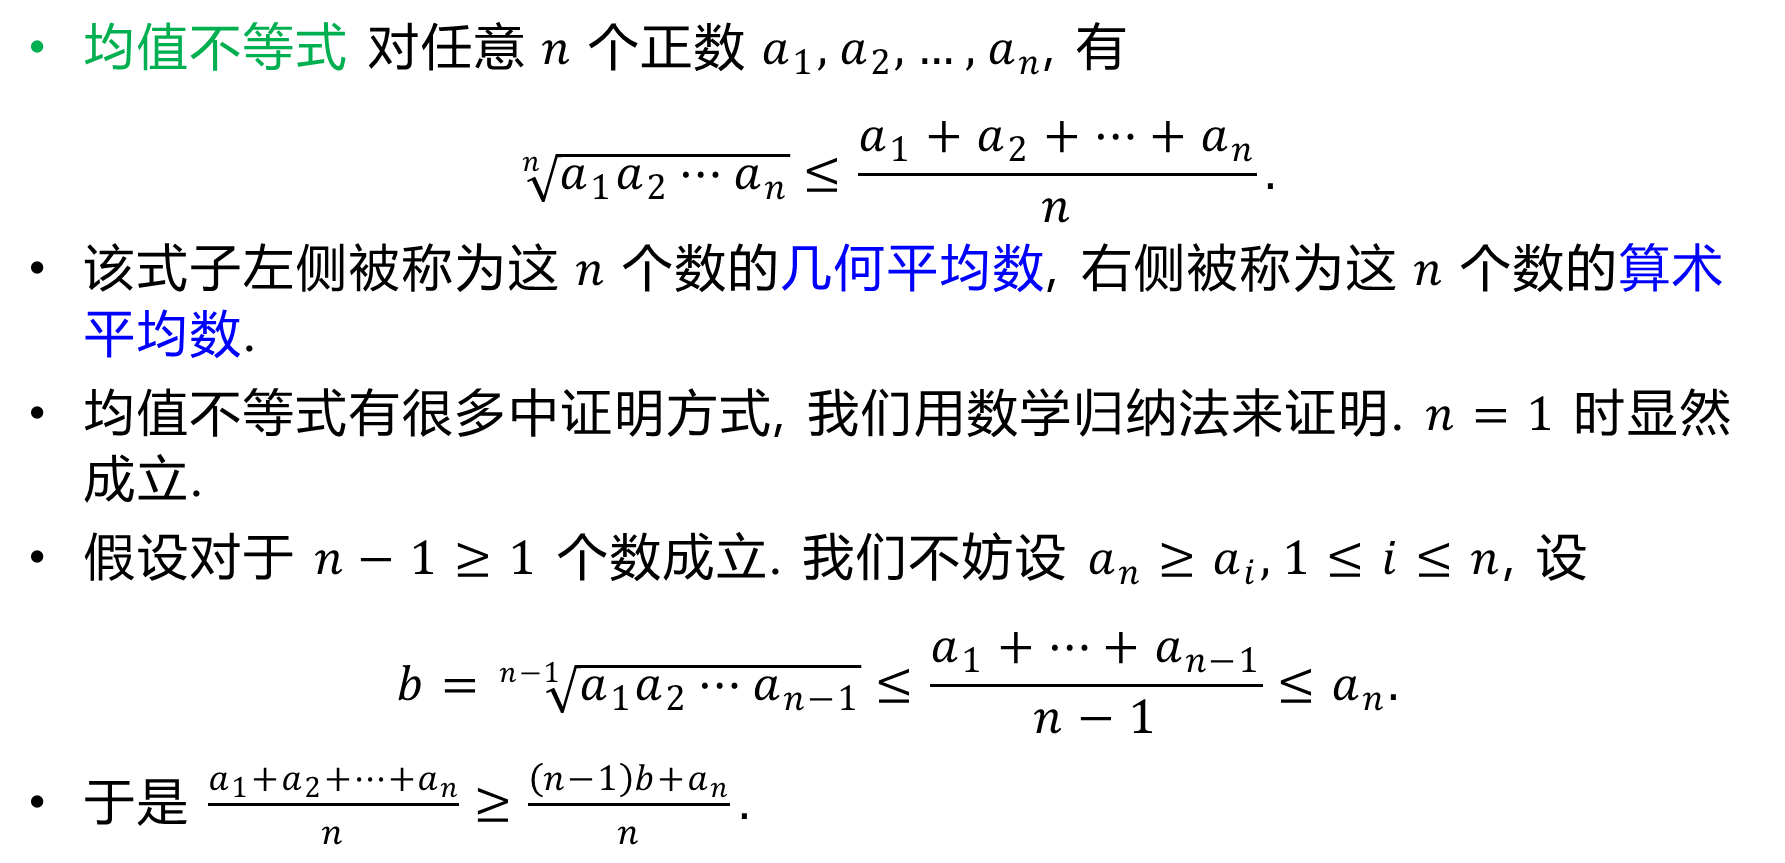 • 均值不等式 对任意 n 个正数 a₁, a₂, … , aₙ, 有
ⁿ√(a₁a₂ ⋯ aₙ) ≤ (a₁ + a₂ + ⋯ + aₙ)/n .
• 该式子左侧被称为这 n 个数的几何平均数, 右侧被称为这 n 个数的算术
平均数.
• 均值不等式有很多中证明方式, 我们用数学归纳法来证明. n = 1 时显然
成立.
• 假设对于 n − 1 ≥ 1 个数成立. 我们不妨设 aₙ ≥ aᵢ, 1 ≤ i ≤ n, 设
b = ⁿ⁻¹√(a₁a₂ ⋯ aₙ₋₁) ≤ (a₁ + ⋯ + aₙ₋₁)/(n − 1) ≤ aₙ.
• 于是 (a₁+a₂+⋯+aₙ)/n ≥ ((n−1)b+aₙ)/n .